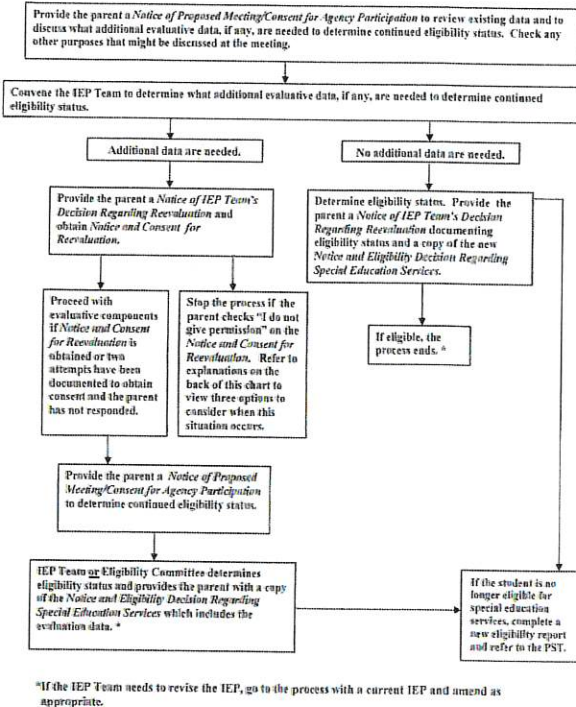 Provide the parent a Notice of Proposed Meeting/Consent for Agency Participation to review existing data and to
discuss what additional evaluative data, if any, are needed to determine continued eligibility status. Check any
other purposes that might be discussed at the meeting.
Convene the IEP Team to determine what additional evaluative data, if any, are needed to determine continued
eligibility status.
Additional data are needed.
No additional data are needed.
Provide the parent a Notice of IEP Team's
Decision Regarding Reevaluation and
obtain Notice and Consent for
Reevaluation.
Determine eligibility status. Provide the
parent a Notice of IEP Team's Decision
Regarding Reevaluation documenting
eligibility status and a copy of the new
Notice and Eligibility Decision Regarding
Special Education Services.
Proceed with
evaluative components
if Notice and Consent
for Reevaluation is
obtained or two
attempts have been
documented to obtain
consent and the parent
has not responded.
Stop the process if the
parent checks "I do not
give permission" on the
Notice and Consent for
Reevaluation. Refer to
explanations on the
back of this chart to
view three options to
consider when this
situation occurs.
If eligible, the
process ends. *
Provide the parent a Notice of Proposed
Meeting/Consent for Agency Participation
to determine continued eligibility status.
IEP Team or Eligibility Committee determines
eligibility status and provides the parent with a copy
of the Notice and Eligibility Decision Regarding
Special Education Services which includes the
evaluation data. *
If the student is no
longer eligible for
special education
services, complete a
new eligibility report
and refer to the PST.
*If the IEP Team needs to revise the IEP, go to the process with a current IEP and amend as
appropriate.